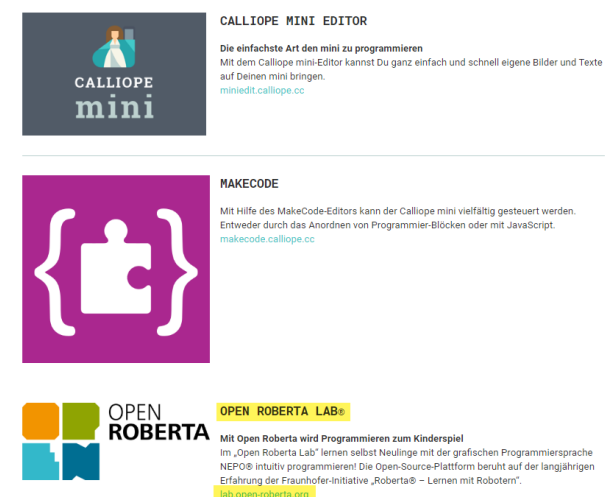 CALLIOPE
mini
CALLIOPE MINI EDITOR
Die einfachste Art den mini zu programmieren
Mit dem Calliope mini-Editor kannst Du ganz einfach und schnell eigene Bilder und Texte
auf Deinen mini bringen.
miniedit.calliope.cc
MAKECODE
Mit Hilfe des MakeCode-Editors kann der Calliope mini vielfältig gesteuert werden.
Entweder durch das Anordnen von Programmier-Blöcken oder mit JavaScript.
makecode.calliope.cc
OPEN
ROBERTA
OPEN ROBERTA LAB®
Mit Open Roberta wird Programmieren zum Kinderspiel
Im „Open Roberta Lab“ lernen selbst Neulinge mit der grafischen Programmiersprache
NEPO® intuitiv programmieren! Die Open-Source-Plattform beruht auf der langjährigen
Erfahrung der Fraunhofer-Initiative „Roberta® – Lernen mit Robotern“.
lab.open-roberta.org